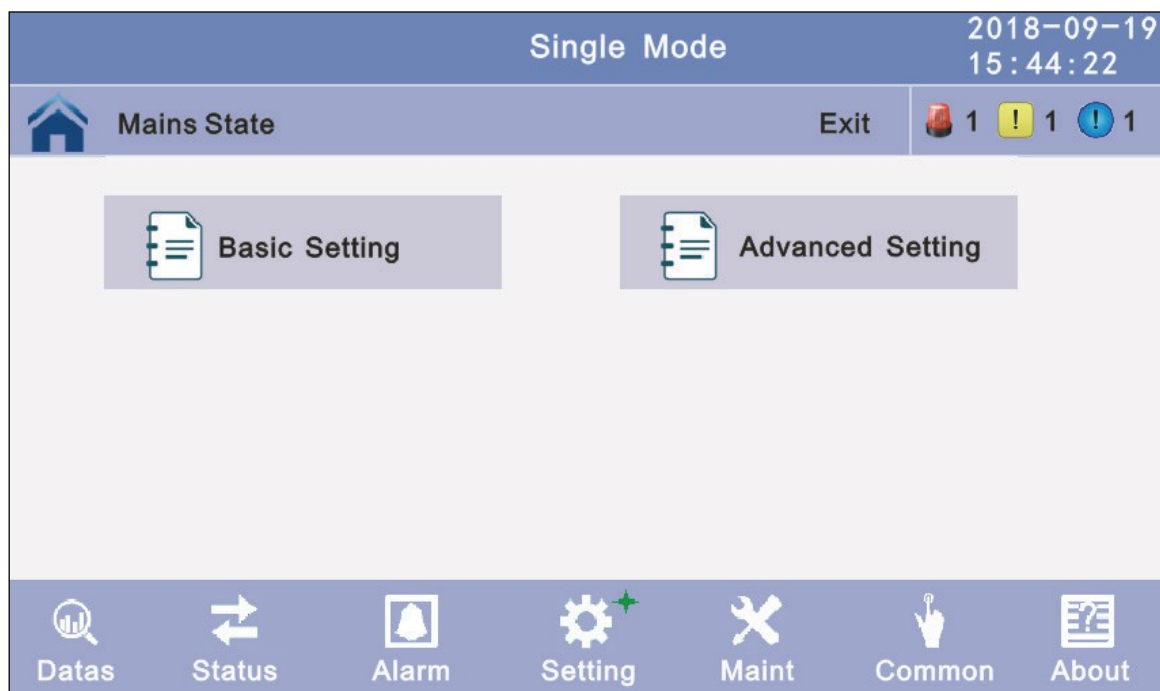 Single Mode
2018-09-19
15:44:22
Mains State
Exit
1
! 1
! 1
Basic Setting
Advanced Setting
?
Datas
Status
Alarm
Setting
Maint
Common
About